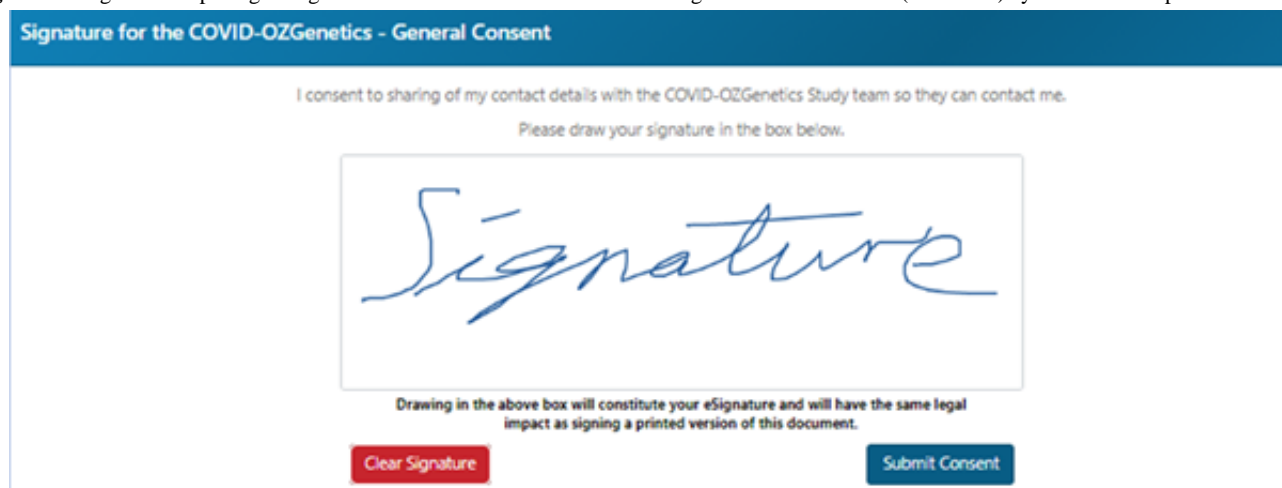 Signature for the COVID-OZGenetics - General Consent
I consent to sharing of my contact details with the COVID-OZGenetics Study team so they can contact me.
Please draw your signature in the box below.
Signature
Drawing in the above box will constitute your eSignature and will have the same legal
impact as signing a printed version of this document.
Clear Signature
Submit Consent